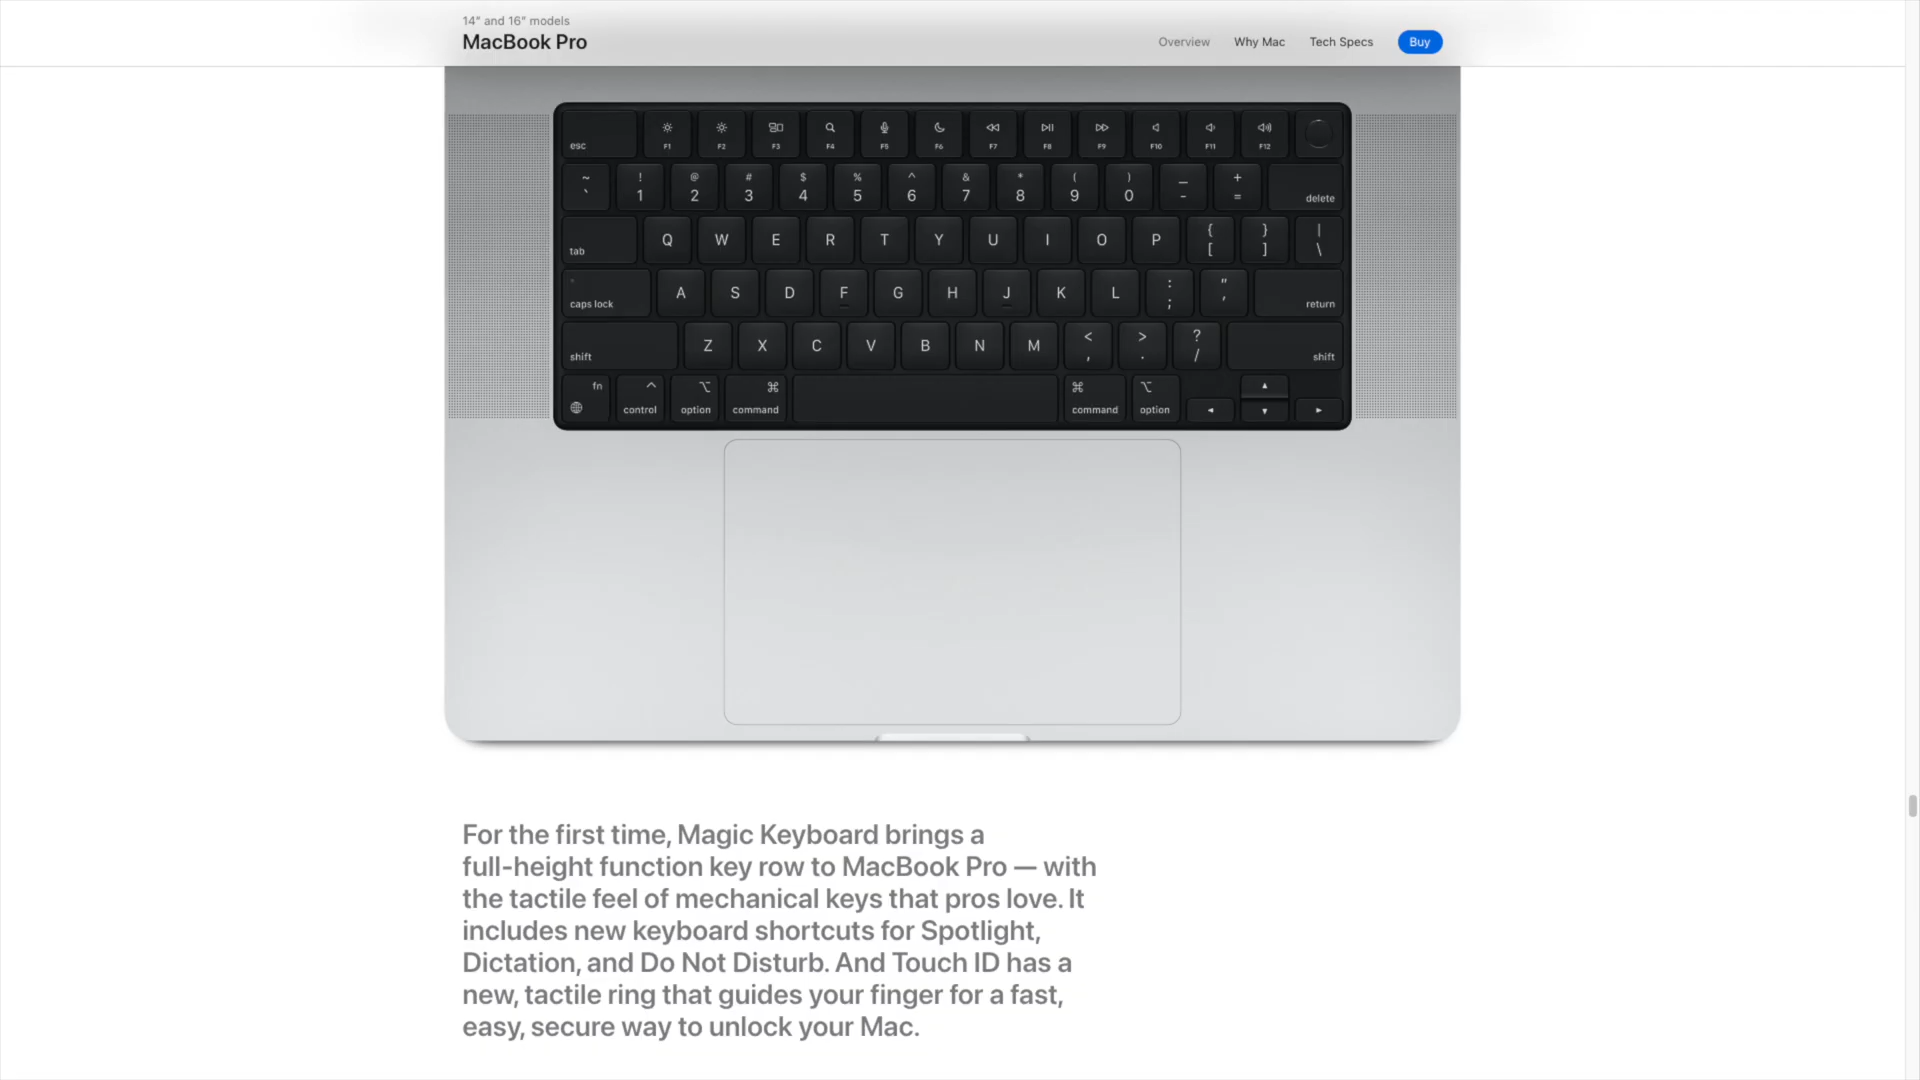 14″ and 16″ models
MacBook Pro
Overview Why Mac Tech Specs Buy
esc F1 F2 F3 F4 F5 F6 F7 F8 F9 F10 F11 F12
~ ! @ # $ % ^ & * ( ) _ +
` 1 2 3 4 5 6 7 8 9 0 - = delete
tab Q W E R T Y U I O P { [ } ] | \
caps lock A S D F G H J K L : ; " ' return
shift Z X C V B N M < , > . ? / shift
fn control option command command option
For the first time, Magic Keyboard brings a
full-height function key row to MacBook Pro — with
the tactile feel of mechanical keys that pros love. It
includes new keyboard shortcuts for Spotlight,
Dictation, and Do Not Disturb. And Touch ID has a
new, tactile ring that guides your finger for a fast,
easy, secure way to unlock your Mac.